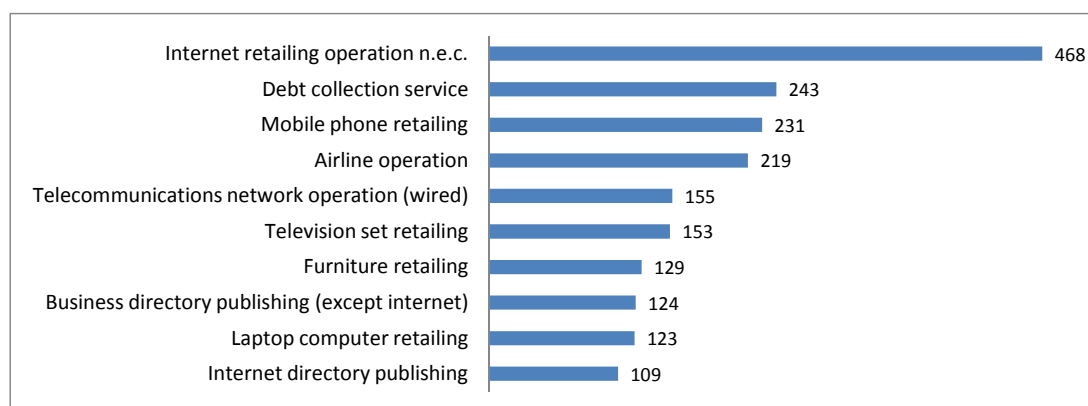 Internet retailing operation n.e.c. 468
Debt collection service 243
Mobile phone retailing 231
Airline operation 219
Telecommunications network operation (wired) 155
Television set retailing 153
Furniture retailing 129
Business directory publishing (except internet) 124
Laptop computer retailing 123
Internet directory publishing 109